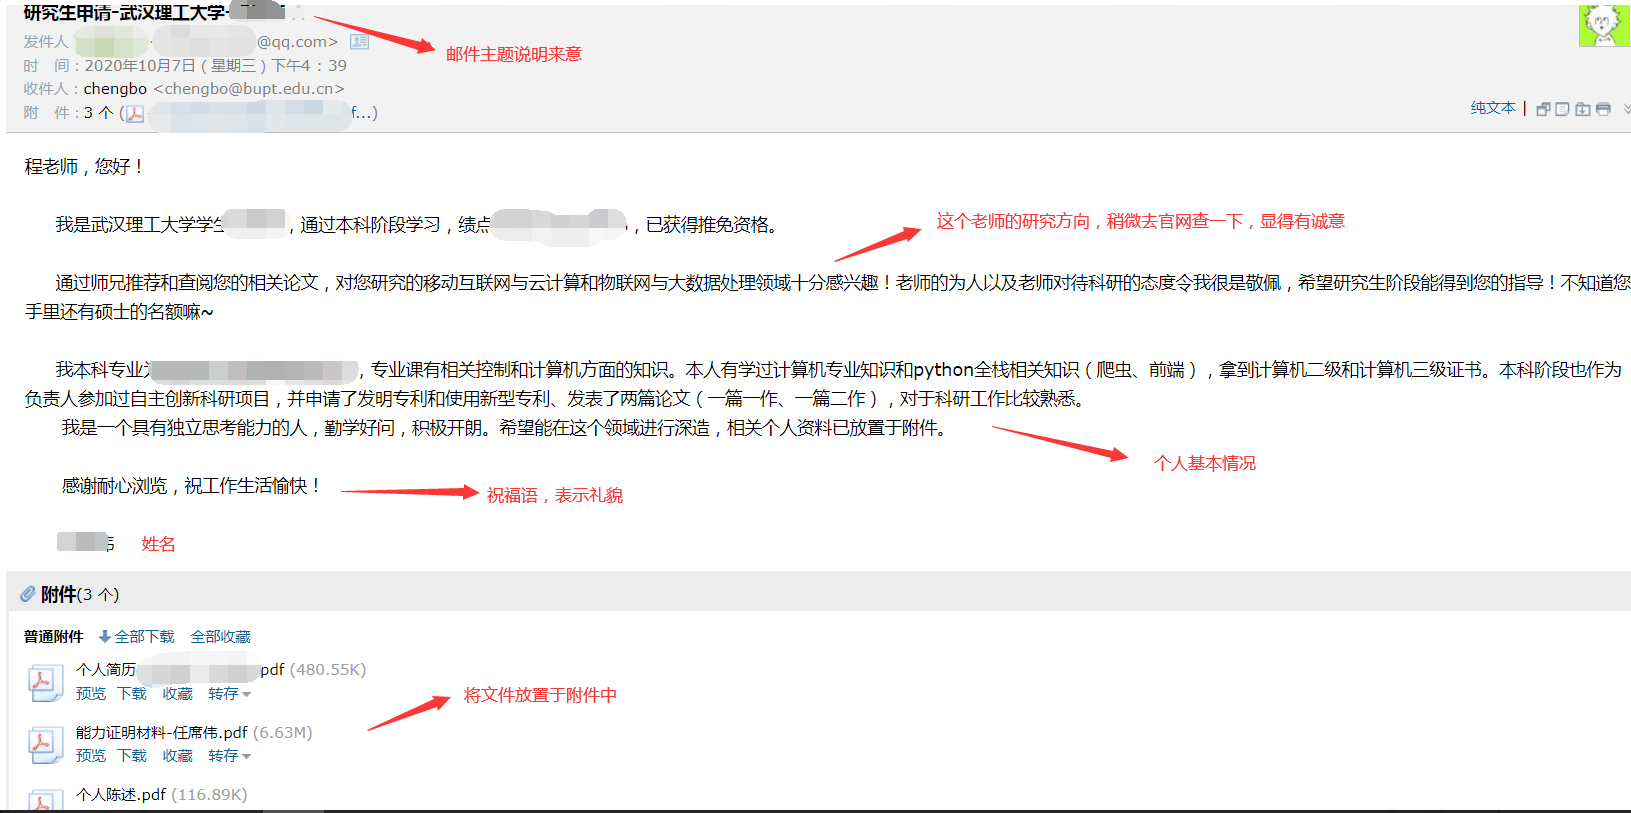 研究生申请-武汉理工大学-
发件人 @qq.com>
邮件主题说明来意
时　间：2020年10月7日（星期三）下午4：39
收件人：chengbo <chengbo@bupt.edu.cn>
附　件：3 个 ( f...)
纯文本 |
程老师，您好！
我是武汉理工大学学生 ，通过本科阶段学习，绩点 ，已获得推免资格。
这个老师的研究方向，稍微去官网查一下，显得有诚意
通过师兄推荐和查阅您的相关论文，对您研究的移动互联网与云计算和物联网与大数据处理领域十分感兴趣！老师的为人以及老师对待科研的态度令我很是敬佩，希望研究生阶段能得到您的指导！不知道您
手里还有硕士的名额嘛~
我本科专业 ，专业课有相关控制和计算机方面的知识。本人有学过计算机专业知识和python全栈相关知识（爬虫、前端），拿到计算机二级和计算机三级证书。本科阶段也作为
负责人参加过自主创新科研项目，并申请了发明专利和使用新型专利、发表了两篇论文（一篇一作、一篇二作），对于科研工作比较熟悉。
我是一个具有独立思考能力的人，勤学好问，积极开朗。希望能在这个领域进行深造，相关个人资料已放置于附件。
个人基本情况
感谢耐心浏览，祝工作生活愉快！
祝福语，表示礼貌
姓名
附件(3 个)
普通附件 全部下载 全部收藏
个人简历 pdf (480.55K)
预览 下载 收藏 转存
将文件放置于附件中
能力证明材料-任席伟.pdf (6.63M)
预览 下载 收藏 转存
个人陈述.pdf (116.89K)